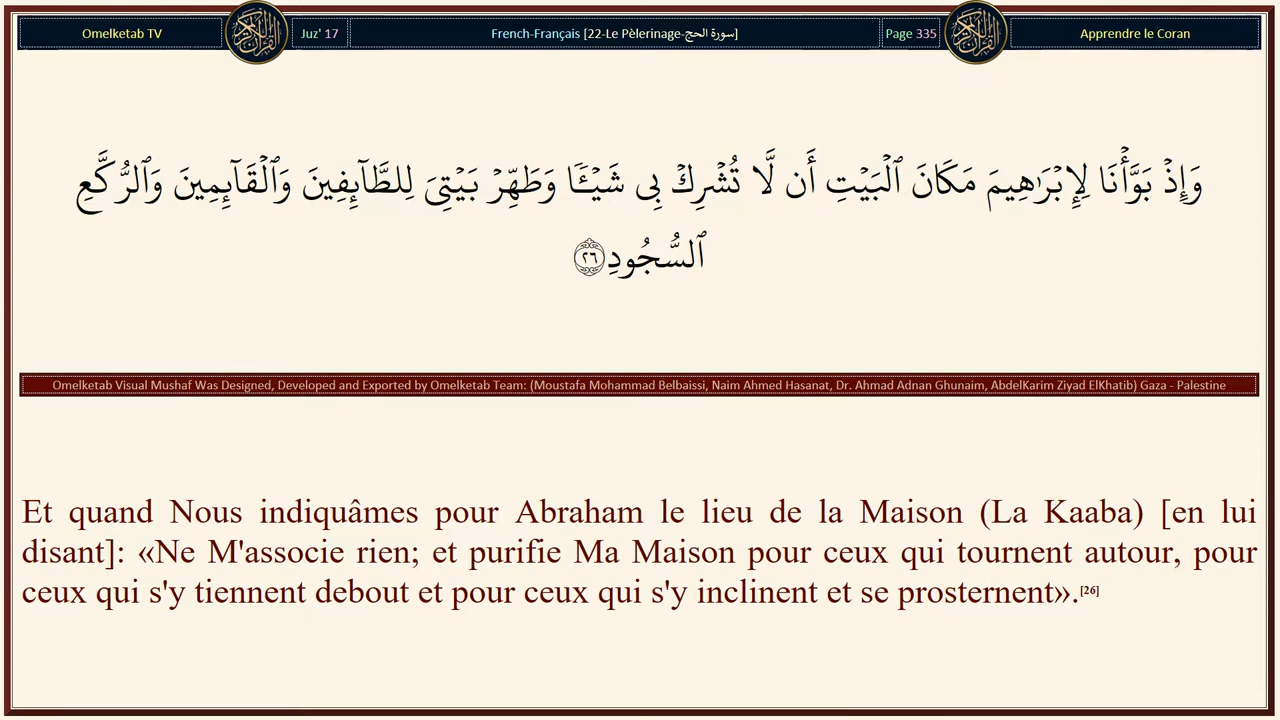 Omelketab TV
Juz' 17
French-Français [22-Le Pèlerinage-سورة الحج]
Page 335
Apprendre le Coran
وَإِذۡ بَوَّأۡنَا لِإِبۡرَٰهِيمَ مَكَانَ ٱلۡبَيۡتِ أَن لَّا تُشۡرِكۡ بِي شَيۡـٔٗا وَطَهِّرۡ بَيۡتِيَ لِلطَّآئِفِينَ وَٱلۡقَآئِمِينَ وَٱلرُّكَّعِ
ٱلسُّجُودِ ٢٦
Omelketab Visual Mushaf Was Designed, Developed and Exported by Omelketab Team: (Moustafa Mohammad Belbaissi, Naim Ahmed Hasanat, Dr. Ahmad Adnan Ghunaim, AbdelKarim Ziyad ElKhatib) Gaza - Palestine
Et quand Nous indiquâmes pour Abraham le lieu de la Maison (La Kaaba) [en lui
disant]: «Ne M'associe rien; et purifie Ma Maison pour ceux qui tournent autour, pour
ceux qui s'y tiennent debout et pour ceux qui s'y inclinent et se prosternent».[26]